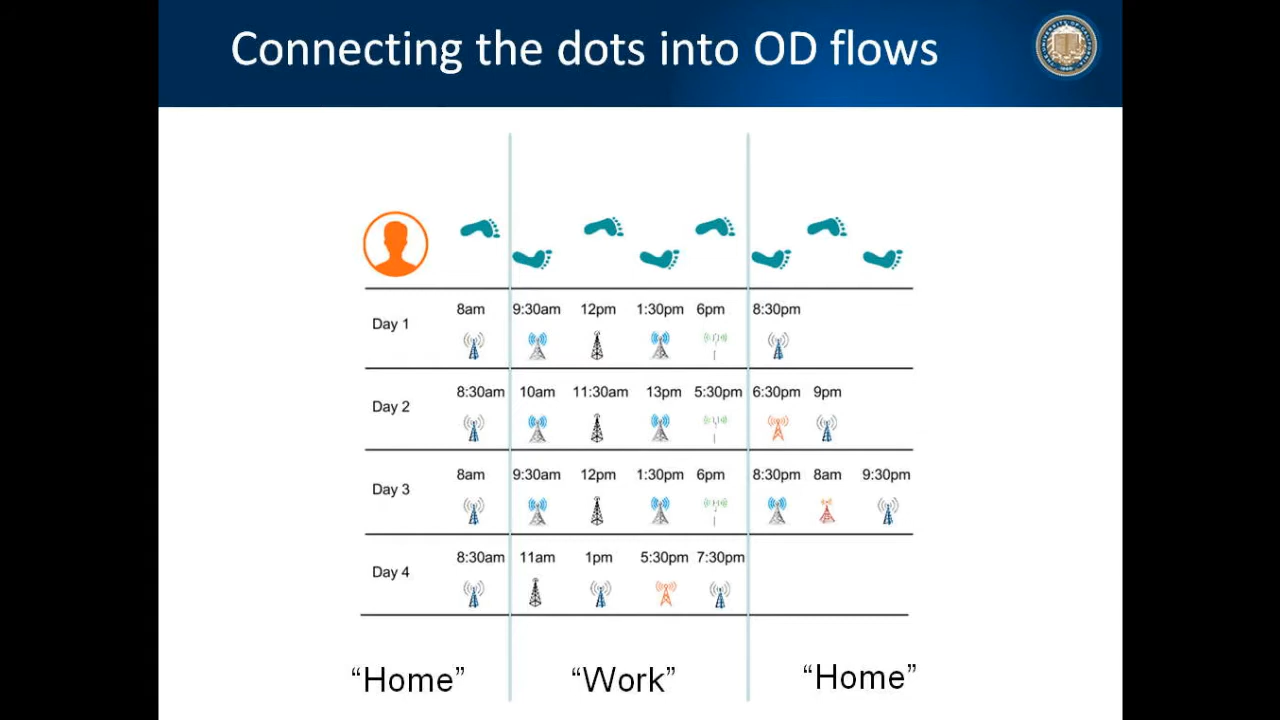 Connecting the dots into OD flows
8am 9:30am 12pm 1:30pm 6pm 8:30pm
Day 1
8:30am 10am 11:30am 13pm 5:30pm 6:30pm 9pm
Day 2
8am 9:30am 12pm 1:30pm 6pm 8:30pm 8am 9:30pm
Day 3
8:30am 11am 1pm 5:30pm 7:30pm
Day 4
“Home” “Work” “Home”